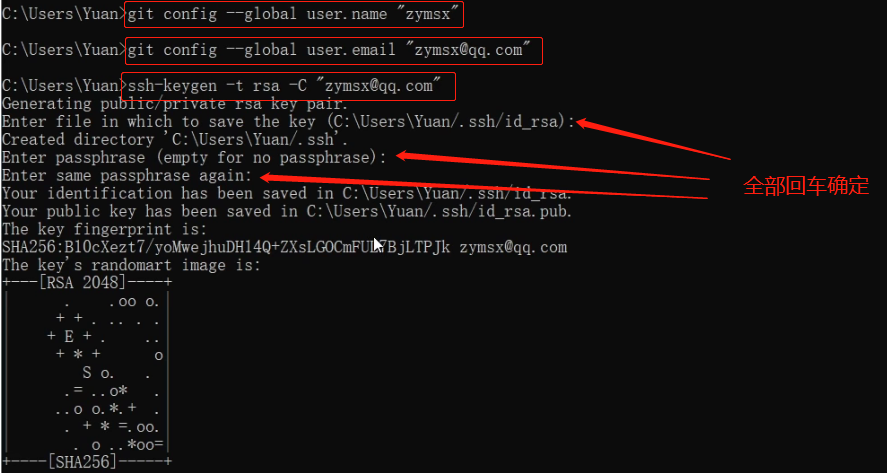 C:\Users\Yuan>git config --global user.name "zymsx"
C:\Users\Yuan>git config --global user.email "zymsx@qq.com"
C:\Users\Yuan>ssh-keygen -t rsa -C "zymsx@qq.com"
Generating public/private rsa key pair.
Enter file in which to save the key (C:\Users\Yuan/.ssh/id_rsa):
Created directory 'C:\Users\Yuan/.ssh'.
Enter passphrase (empty for no passphrase):
Enter same passphrase again:
全部回车确定
Your identification has been saved in C:\Users\Yuan/.ssh/id_rsa.
Your public key has been saved in C:\Users\Yuan/.ssh/id_rsa.pub.
The key fingerprint is:
zymsx@qq.com
The key's randomart image is:
+---[RSA 2048]----+
|      .    .oo o.|
|     + + . .. . .|
|    + E + .    ..|
|     + * +      o|
|        S o.   . |
|      .= ..o*   .|
|     ..o o.*.+  .|
|      . + * =.oo.|
|       . o ..*oo=|
+----[SHA256]-----+